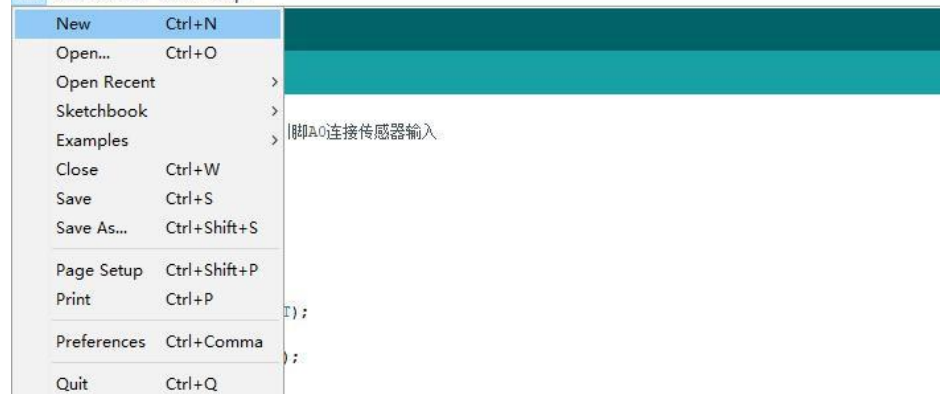 New Ctrl+N
Open... Ctrl+O
Open Recent >
Sketchbook >
Examples >
脚A0连接传感器输入
Close Ctrl+W
Save Ctrl+S
Save As... Ctrl+Shift+S
Page Setup Ctrl+Shift+P
Print Ctrl+P
);
Preferences Ctrl+Comma
);
Quit Ctrl+Q